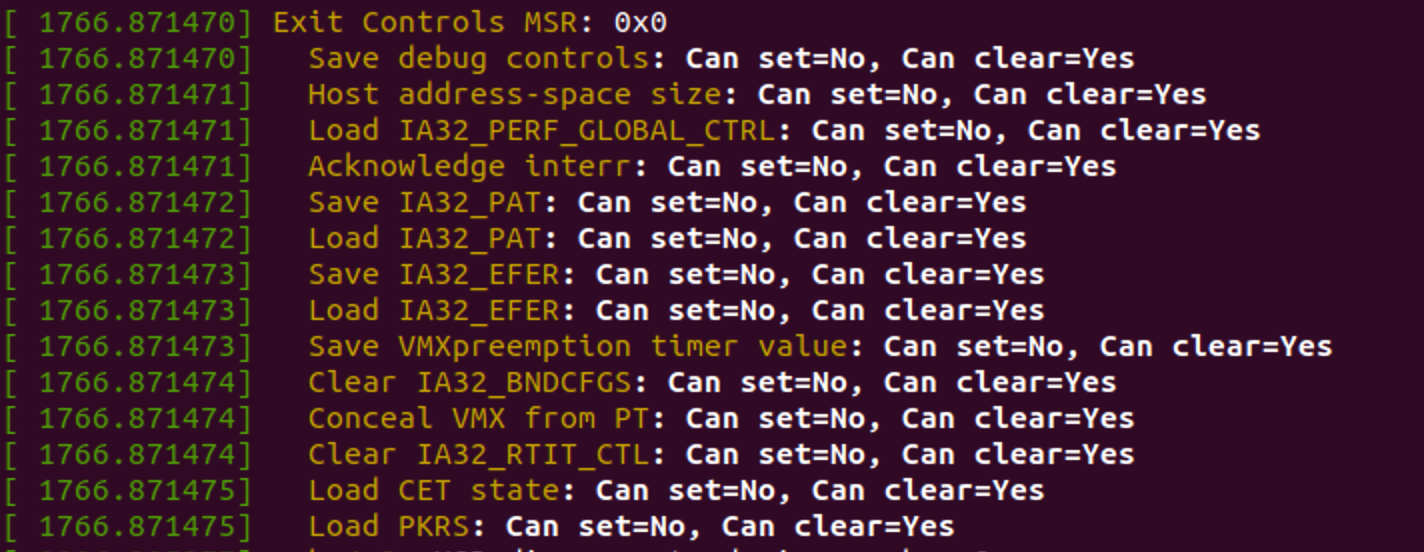 [ 1766.871470] Exit Controls MSR: 0x0
[ 1766.871470]   Save debug controls: Can set=No, Can clear=Yes
[ 1766.871471]   Host address-space size: Can set=No, Can clear=Yes
[ 1766.871471]   Load IA32_PERF_GLOBAL_CTRL: Can set=No, Can clear=Yes
[ 1766.871471]   Acknowledge interr: Can set=No, Can clear=Yes
[ 1766.871472]   Save IA32_PAT: Can set=No, Can clear=Yes
[ 1766.871472]   Load IA32_PAT: Can set=No, Can clear=Yes
[ 1766.871473]   Save IA32_EFER: Can set=No, Can clear=Yes
[ 1766.871473]   Load IA32_EFER: Can set=No, Can clear=Yes
[ 1766.871473]   Save VMXpreemption timer value: Can set=No, Can clear=Yes
[ 1766.871474]   Clear IA32_BNDCFGS: Can set=No, Can clear=Yes
[ 1766.871474]   Conceal VMX from PT: Can set=No, Can clear=Yes
[ 1766.871474]   Clear IA32_RTIT_CTL: Can set=No, Can clear=Yes
[ 1766.871475]   Load CET state: Can set=No, Can clear=Yes
[ 1766.871475]   Load PKRS: Can set=No, Can clear=Yes